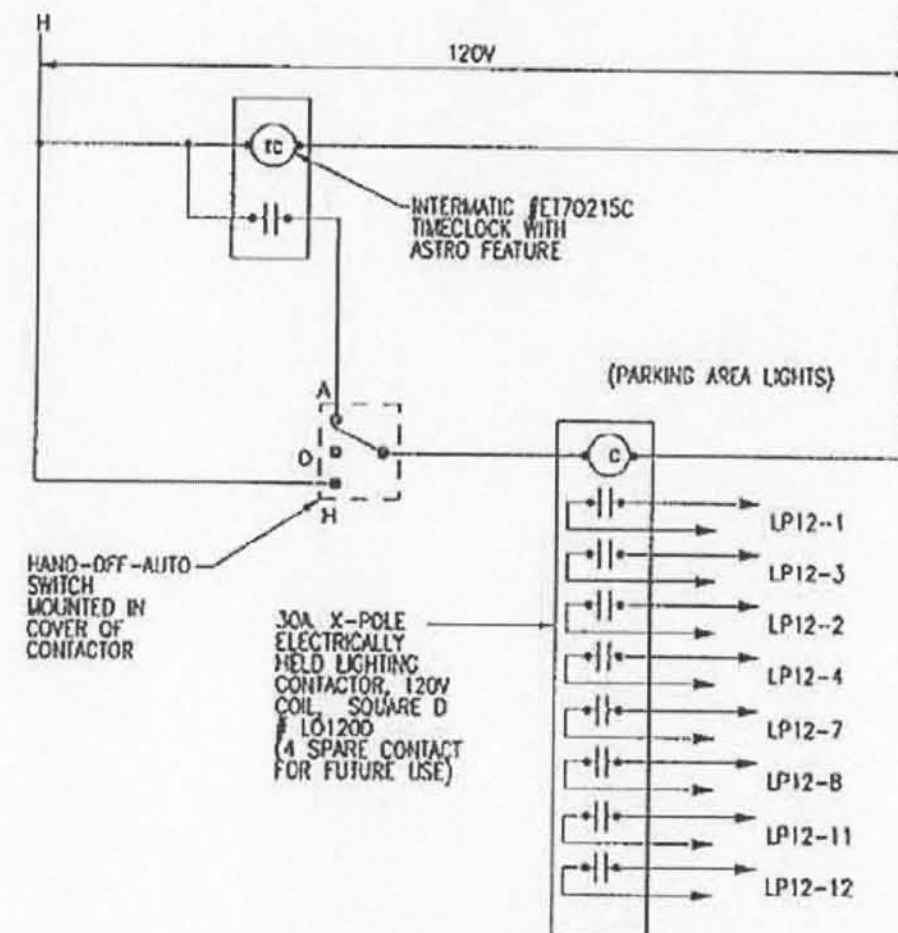 H
120V
TC
INTERMATIC #ET70215C
TIMECLOCK WITH
ASTRO FEATURE
(PARKING AREA LIGHTS)
A
O
H
C
HAND-OFF-AUTO
SWITCH
MOUNTED IN
COVER OF
CONTACTOR
30A X-POLE
ELECTRICALLY
HELD LIGHTING
CONTACTOR, 120V
COIL, SQUARE D
# LO1200
(4 SPARE CONTACT
FOR FUTURE USE)
LP12-1
LP12-3
LP12-2
LP12-4
LP12-7
LP12-8
LP12-11
LP12-12